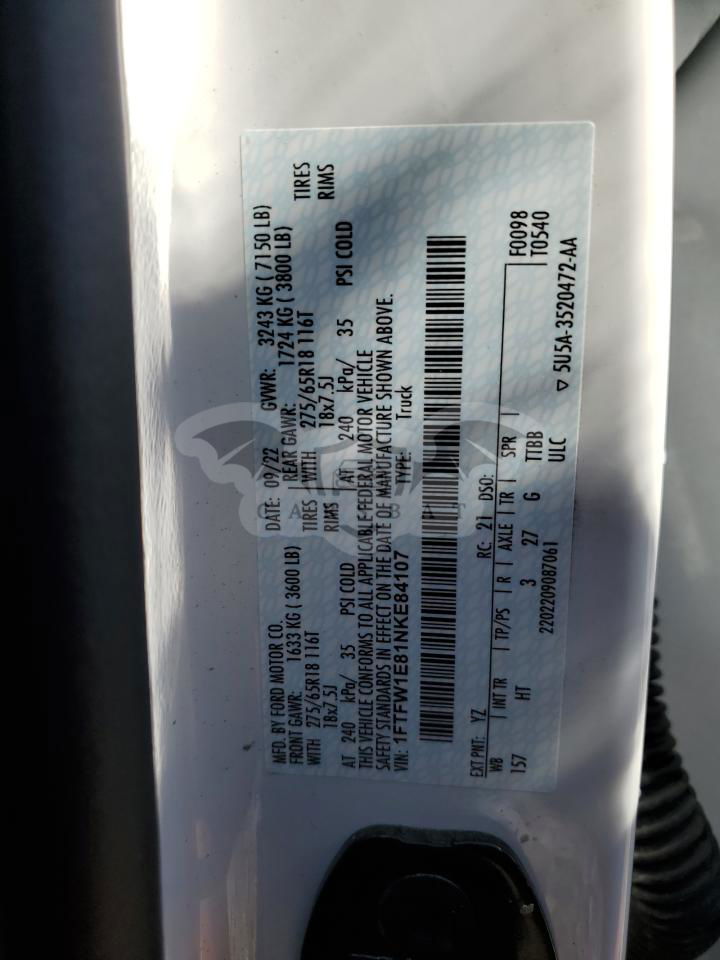 MFD. BY FORD MOTOR CO.
DATE: 09/22 GVWR: 3243 KG ( 7150 LB)
FRONT GAWR: 1633 KG ( 3600 LB) REAR GAWR: 1724 KG ( 3800 LB)
WITH 275/65R18 116T TIRES WITH 275/65R18 116T TIRES
18x7.5J RIMS 18x7.5J RIMS
AT 240 kPa/ 35 PSI COLD AT 240 kPa/ 35 PSI COLD
THIS VEHICLE CONFORMS TO ALL APPLICABLE FEDERAL MOTOR VEHICLE
SAFETY STANDARDS IN EFFECT ON THE DATE OF MANUFACTURE SHOWN ABOVE.
VIN: 1FTFW1E81NKE84107 TYPE: Truck
EXT PNT: YZ RC: 21 DSO: F0098
WB INT TR TP/PS R AXLE TR SPR T0540
157 HT 3 27 G TTBB
2202209087061 ULC ▽ 5U5A-3520472-AA